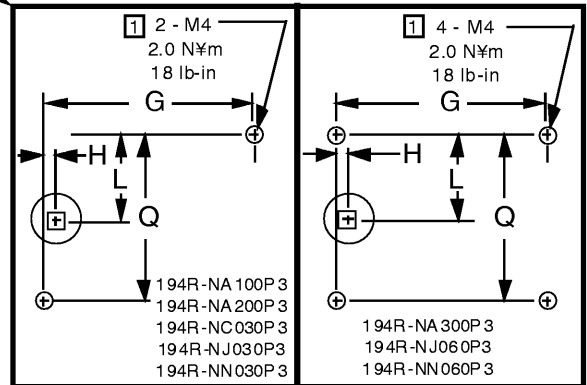 1 2 - M4
2.0 N¥m
18 lb-in
G
H
L
Q
194R-NA100P3
194R-NA200P3
194R-NC030P3
194R-NJ030P3
194R-NN030P3
1 4 - M4
2.0 N¥m
18 lb-in
G
H
L
Q
194R-NA300P3
194R-NJ060P3
194R-NN060P3